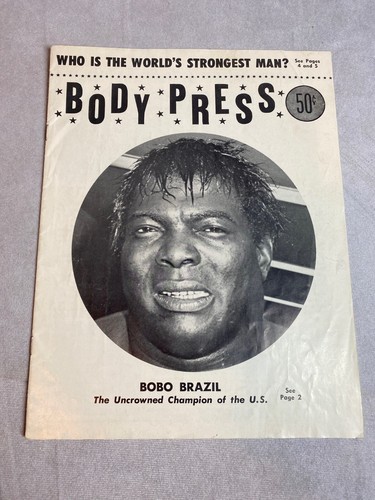 WHO IS THE WORLD'S STRONGEST MAN? See Pages 4 and 5
BODY PRESS 50¢
BOBO BRAZIL
The Uncrowned Champion of the U.S.
See
Page 2